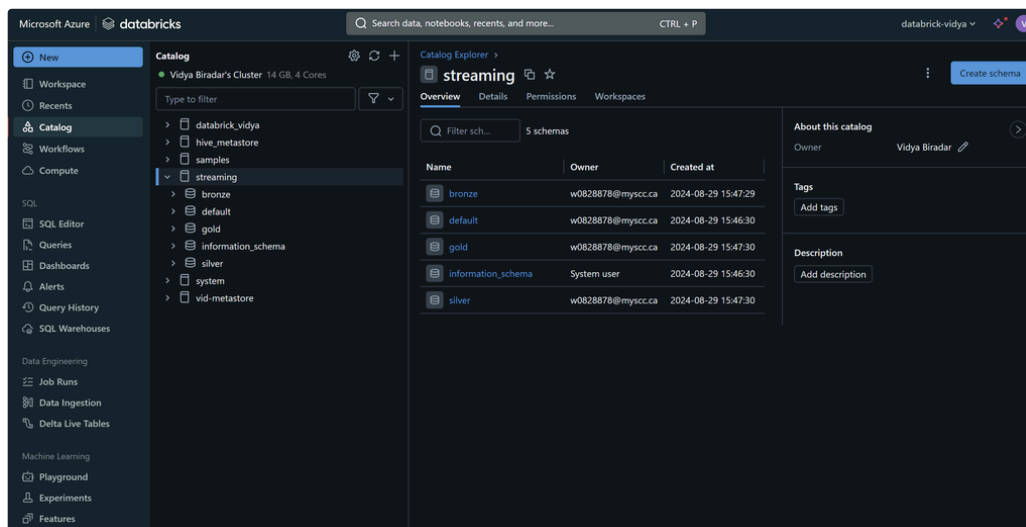 Microsoft Azure databricks
Search data, notebooks, recents, and more...
CTRL + P
databrick-vidya
V
New
Workspace
Recents
Catalog
Workflows
Compute
SQL
SQL Editor
Queries
Dashboards
Alerts
Query History
SQL Warehouses
Data Engineering
Job Runs
Data Ingestion
Delta Live Tables
Machine Learning
Playground
Experiments
Features
Catalog
Vidya Biradar's Cluster 14 GB, 4 Cores
Type to filter
databrick_vidya
hive_metastore
samples
streaming
bronze
default
gold
information_schema
silver
system
vid-metastore
Catalog Explorer
streaming
Create schema
Overview Details Permissions Workspaces
Filter sch... 5 schemas
Name Owner Created at
bronze w0828878@myscc.ca 2024-08-29 15:47:29
default w0828878@myscc.ca 2024-08-29 15:46:30
gold w0828878@myscc.ca 2024-08-29 15:47:30
information_schema System user 2024-08-29 15:46:30
silver w0828878@myscc.ca 2024-08-29 15:47:30
About this catalog
Owner Vidya Biradar
Tags
Add tags
Description
Add description